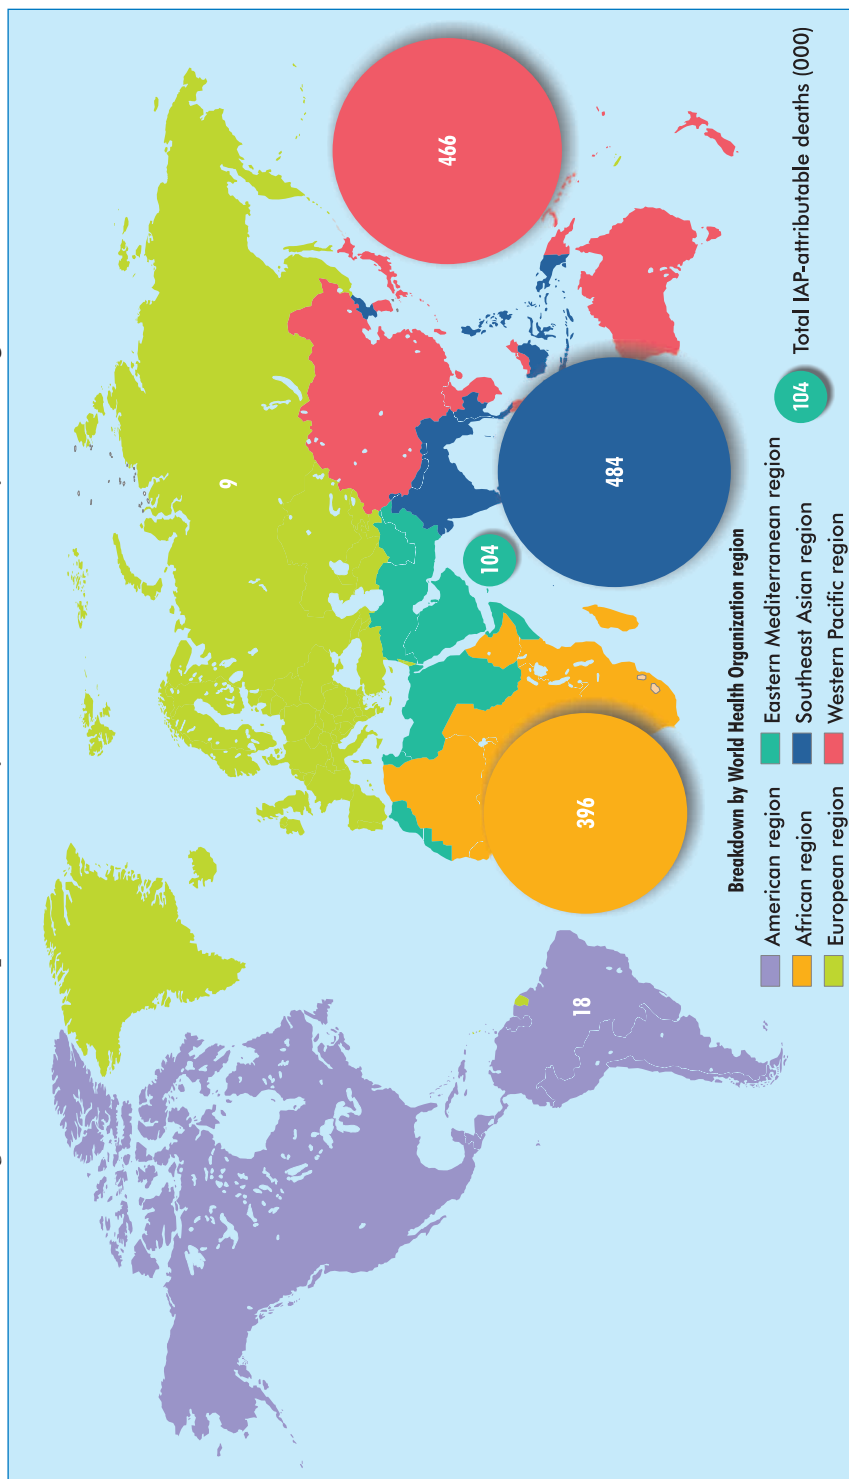 9
466
104
484
396
18
Breakdown by World Health Organization region
American region
African region
European region
Eastern Mediterranean region
Southeast Asian region
Western Pacific region
104
Total IAP-attributable deaths (000)